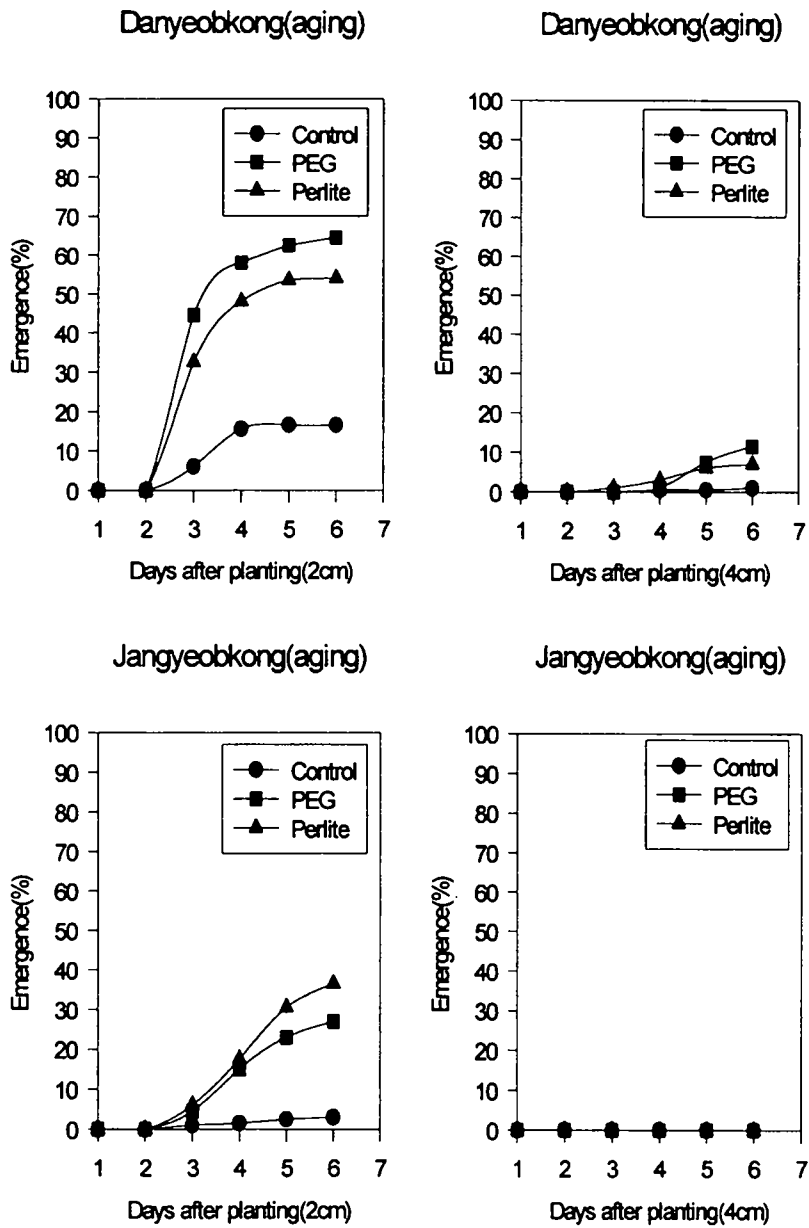 Danyeobkong(aging)
100
90
80
70
60
50
40
30
20
10
0
Emergence(%)
Control
PEG
Perlite
1 2 3 4 5 6 7
Days after planting(2cm)
Danyeobkong(aging)
100
90
80
70
60
50
40
30
20
10
0
Emergence(%)
Control
PEG
Perlite
1 2 3 4 5 6 7
Days after planting(4cm)
Jangyeobkong(aging)
100
90
80
70
60
50
40
30
20
10
0
Emergence(%)
Control
PEG
Perlite
1 2 3 4 5 6 7
Days after planting(2cm)
Jangyeobkong(aging)
100
90
80
70
60
50
40
30
20
10
0
Emergence(%)
Control
PEG
Perlite
1 2 3 4 5 6 7
Days after planting(4cm)